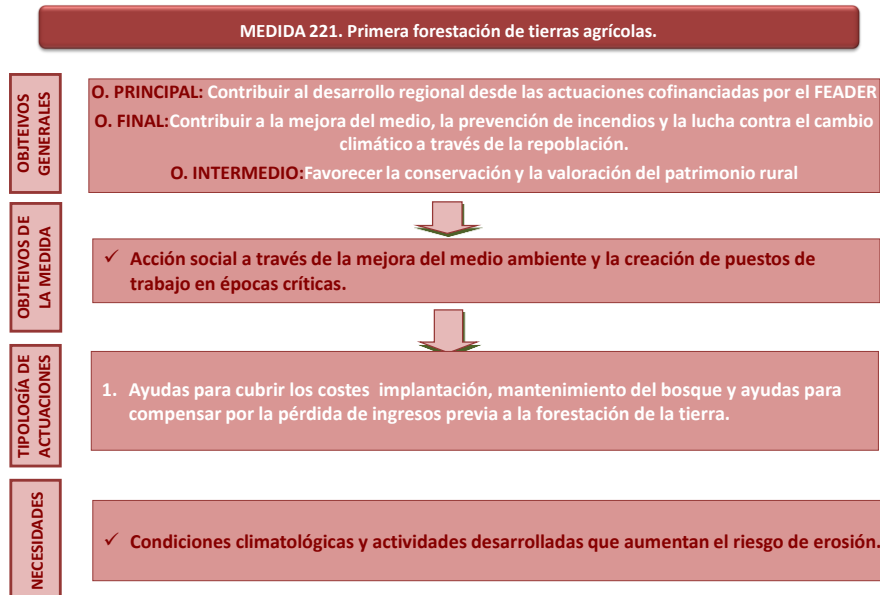 MEDIDA 221. Primera forestación de tierras agrícolas.
OBJTEIVOS
GENERALES
O. PRINCIPAL: Contribuir al desarrollo regional desde las actuaciones cofinanciadas por el FEADER
O. FINAL:Contribuir a la mejora del medio, la prevención de incendios y la lucha contra el cambio
climático a través de la repoblación.
O. INTERMEDIO:Favorecer la conservación y la valoración del patrimonio rural
OBJTEIVOS DE
LA MEDIDA
✓ Acción social a través de la mejora del medio ambiente y la creación de puestos de
trabajo en épocas críticas.
TIPOLOGÍA DE
ACTUACIONES
1. Ayudas para cubrir los costes implantación, mantenimiento del bosque y ayudas para
compensar por la pérdida de ingresos previa a la forestación de la tierra.
NECESIDADES
✓ Condiciones climatológicas y actividades desarrolladas que aumentan el riesgo de erosión.